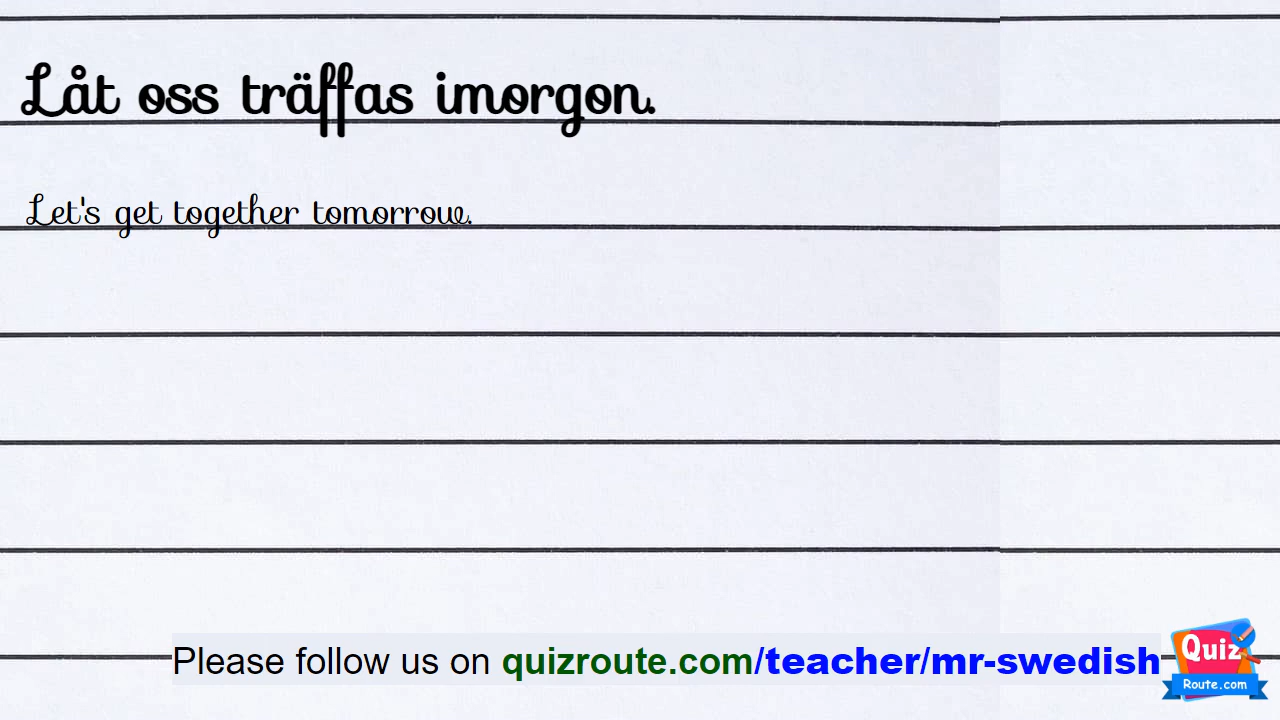 Låt oss träffas imorgon.
Let's get together tomorrow.
Please follow us on quizroute.com/teacher/mr-swedish
Quiz
Route.com